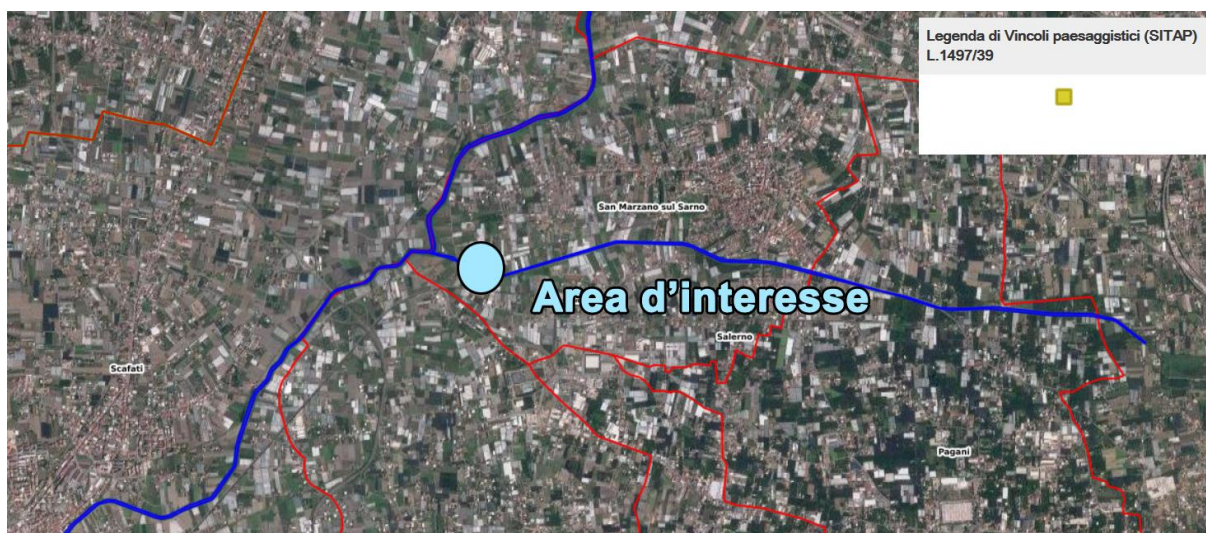 Legenda di Vincoli paesaggistici (SITAP)
L.1497/39
San Marzano sul Sarno
Area d'interesse
Salerno
Scafati
Pagani